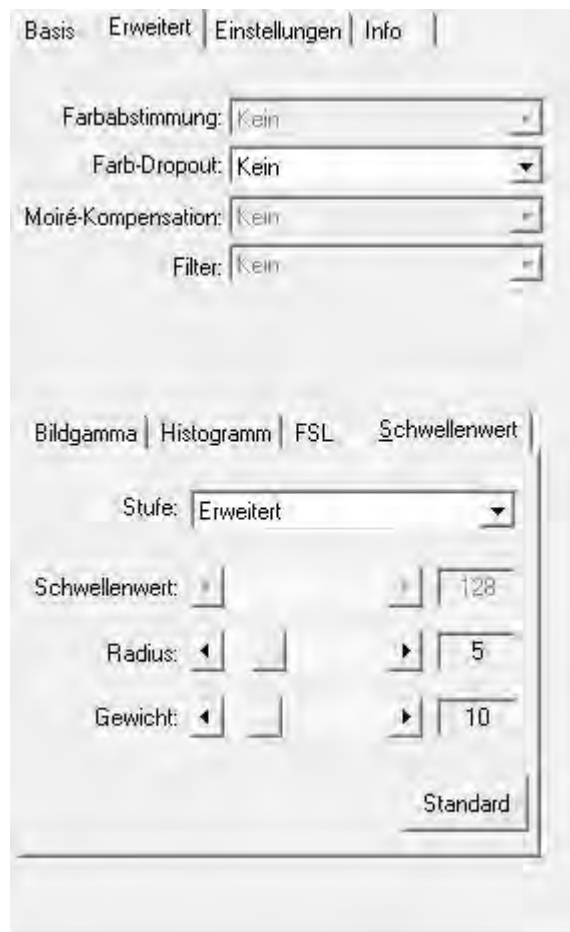 Basis Erweitert Einstellungen Info
Farbabstimmung: Kein
Farb-Dropout: Kein
Moiré-Kompensation: Kein
Filter: Kein
Bildgamma Histogramm FSL Schwellenwert
Stufe: Erweitert
Schwellenwert: 128
Radius: 5
Gewicht: 10
Standard